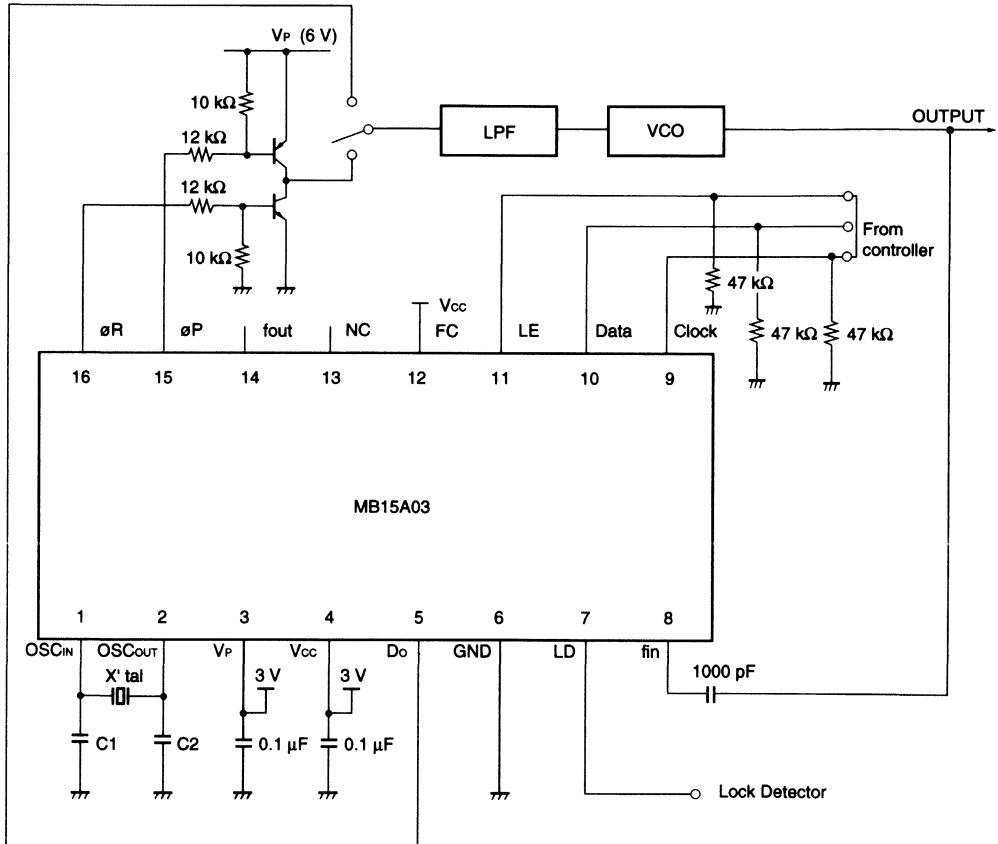 VP (6 V)
10 kΩ
12 kΩ
12 kΩ
10 kΩ
LPF
VCO
OUTPUT
From
controller
47 kΩ
47 kΩ
47 kΩ
VCC
øR
øP
fout
NC
FC
LE
Data
Clock
16
15
14
13
12
11
10
9
MB15A03
1
2
3
4
5
6
7
8
OSCIN
OSCOUT
VP
VCC
DO
GND
LD
fin
X' tal
3 V
3 V
1000 pF
C1
C2
0.1 µF
0.1 µF
Lock Detector